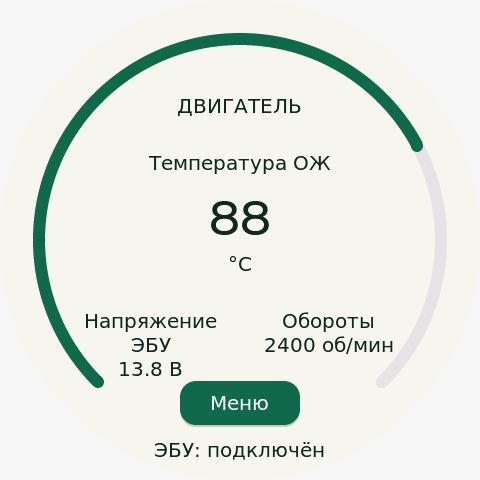 ДВИГАТЕЛЬ
Температура ОЖ
88
°C
Напряжение
ЭБУ
13.8 В
Обороты
2400 об/мин
Меню
ЭБУ: подключён